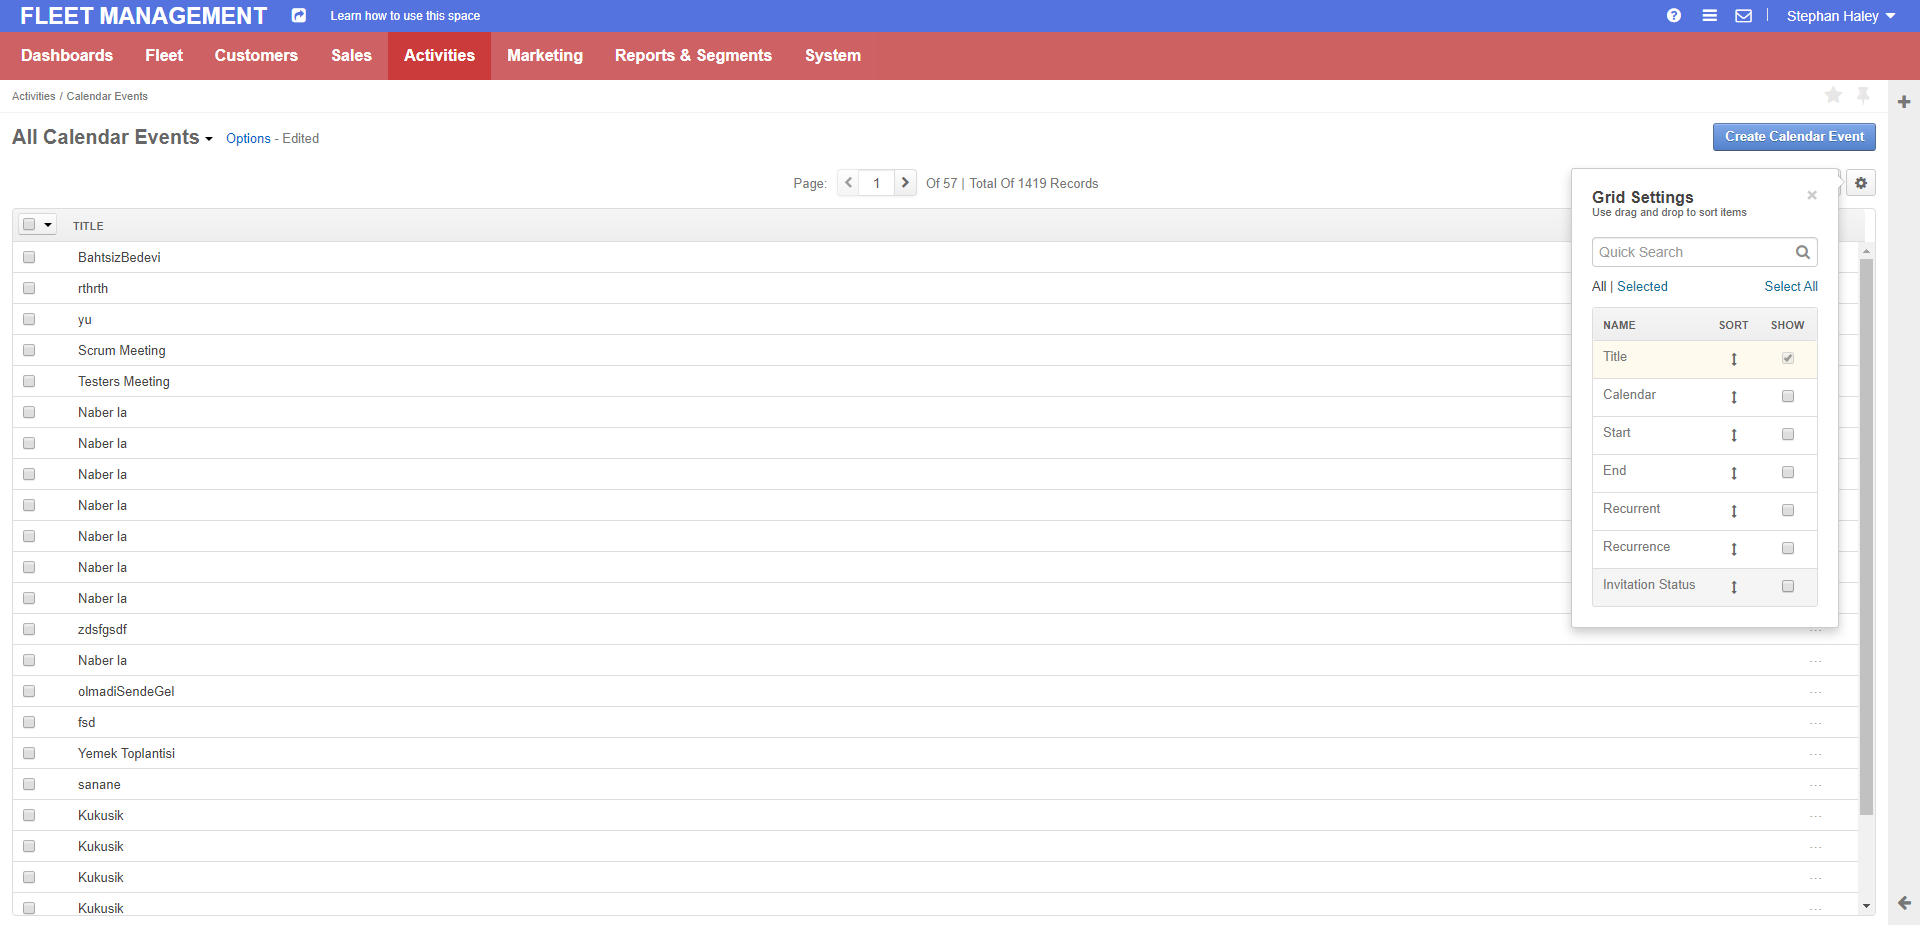 FLEET MANAGEMENT Learn how to use this space Stephan Haley
Dashboards Fleet Customers Sales Activities Marketing Reports & Segments System
Activities / Calendar Events
All Calendar Events Options - Edited Create Calendar Event
Page: 1 Of 57 | Total Of 1419 Records
Grid Settings
Use drag and drop to sort items
Quick Search
All | Selected Select All
NAME SORT SHOW
Title
Calendar
Start
End
Recurrent
Recurrence
Invitation Status
TITLE
BahtsizBedevi
rthrth
yu
Scrum Meeting
Testers Meeting
Naber la
Naber la
Naber la
Naber la
Naber la
Naber la
Naber la
zdsfgsdf
Naber la ...
olmadiSendeGel ...
fsd ...
Yemek Toplantisi ...
sanane ...
Kukusik ...
Kukusik ...
Kukusik ...
Kukusik ...